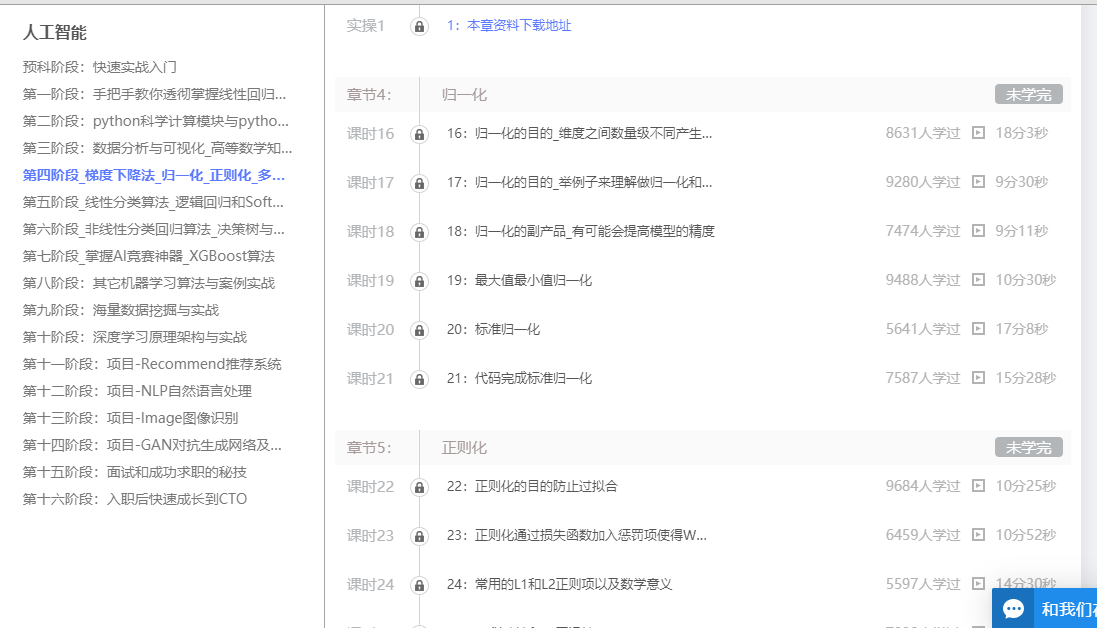 人工智能
预科阶段：快速实战入门
第一阶段：手把手教你透彻掌握线性回归...
第二阶段：python科学计算模块与pytho...
第三阶段：数据分析与可视化_高等数学知...
第四阶段_梯度下降法_归一化_正则化_多...
第五阶段_线性分类算法_逻辑回归和Soft...
第六阶段_非线性分类回归算法_决策树与...
第七阶段_掌握AI竞赛神器_XGBoost算法
第八阶段：其它机器学习算法与案例实战
第九阶段：海量数据挖掘与实战
第十阶段：深度学习原理架构与实战
第十一阶段：项目-Recommend推荐系统
第十二阶段：项目-NLP自然语言处理
第十三阶段：项目-Image图像识别
第十四阶段：项目-GAN对抗生成网络及...
第十五阶段：面试和成功求职的秘技
第十六阶段：入职后快速成长到CTO
实操1 1：本章资料下载地址
章节4: 归一化 未学完
课时16 16：归一化的目的_维度之间数量级不同产生... 8631人学过 18分3秒
课时17 17：归一化的目的_举例子来理解做归一化和... 9280人学过 9分30秒
课时18 18：归一化的副产品_有可能会提高模型的精度 7474人学过 9分11秒
课时19 19：最大值最小值归一化 9488人学过 10分30秒
课时20 20：标准归一化 5641人学过 17分8秒
课时21 21：代码完成标准归一化 7587人学过 15分28秒
章节5: 正则化 未学完
课时22 22：正则化的目的防止过拟合 9684人学过 10分25秒
课时23 23：正则化通过损失函数加入惩罚项使得W... 6459人学过 10分52秒
课时24 24：常用的L1和L2正则项以及数学意义 5597人学过 14分30秒
和我们在